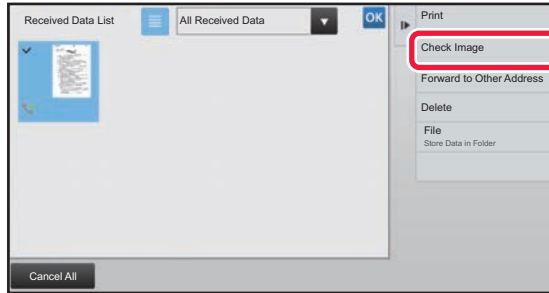 Received Data List
All Received Data
OK
Print
Check Image
Forward to Other Address
Delete
File
Store Data in Folder
Cancel All